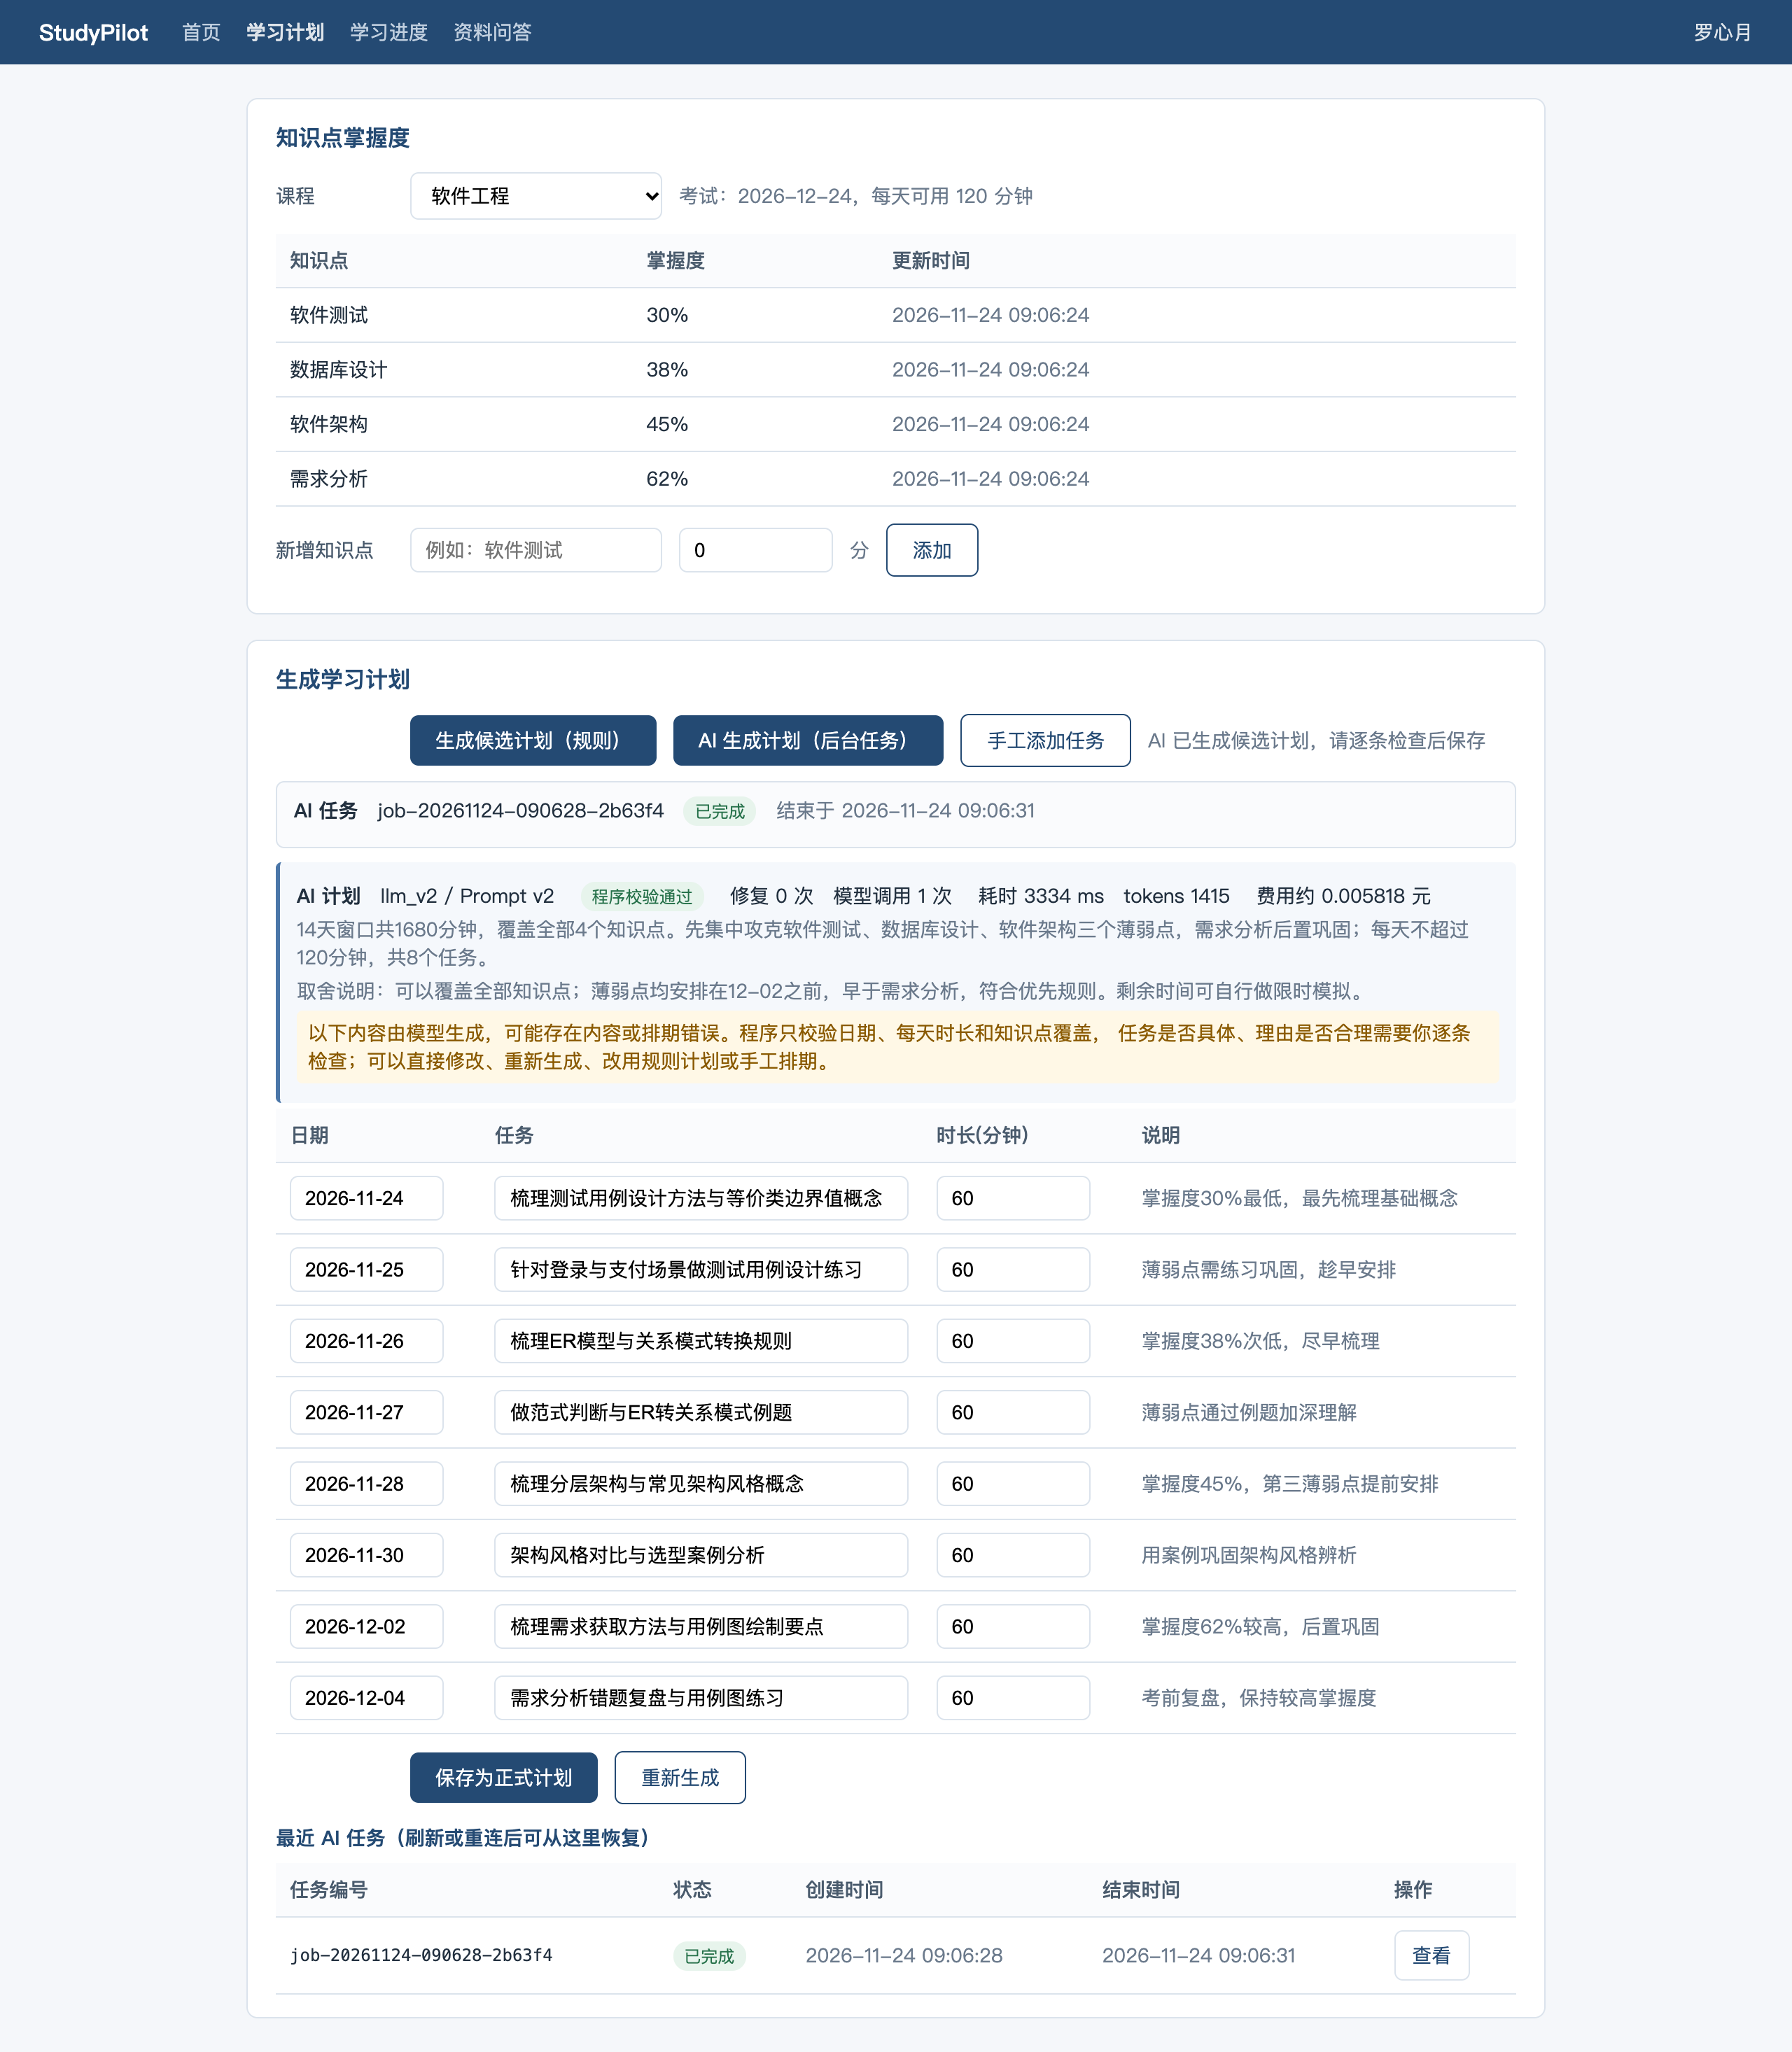 StudyPilot 首页 学习计划 学习进度 资料问答 罗心月
知识点掌握度
课程 软件工程 考试：2026-12-24，每天可用 120 分钟
知识点 掌握度 更新时间
软件测试 30% 2026-11-24 09:06:24
数据库设计 38% 2026-11-24 09:06:24
软件架构 45% 2026-11-24 09:06:24
需求分析 62% 2026-11-24 09:06:24
新增知识点 例如：软件测试 0 分 添加
生成学习计划
生成候选计划（规则） AI 生成计划（后台任务） 手工添加任务 AI 已生成候选计划，请逐条检查后保存
AI 任务 job-20261124-090628-2b63f4 已完成 结束于 2026-11-24 09:06:31
AI 计划 llm_v2 / Prompt v2 程序校验通过 修复 0 次 模型调用 1 次 耗时 3334 ms tokens 1415 费用约 0.005818 元
14天窗口共1680分钟，覆盖全部4个知识点。先集中攻克软件测试、数据库设计、软件架构三个薄弱点，需求分析后置巩固；每天不超过
120分钟，共8个任务。
取舍说明：可以覆盖全部知识点；薄弱点均安排在12-02之前，早于需求分析，符合优先规则。剩余时间可自行做限时模拟。
以下内容由模型生成，可能存在内容或排期错误。程序只校验日期、每天时长和知识点覆盖， 任务是否具体、理由是否合理需要你逐条
检查；可以直接修改、重新生成、改用规则计划或手工排期。
日期 任务 时长(分钟) 说明
2026-11-24 梳理测试用例设计方法与等价类边界值概念 60 掌握度30%最低，最先梳理基础概念
2026-11-25 针对登录与支付场景做测试用例设计练习 60 薄弱点需练习巩固，趁早安排
2026-11-26 梳理ER模型与关系模式转换规则 60 掌握度38%次低，尽早梳理
2026-11-27 做范式判断与ER转关系模式例题 60 薄弱点通过例题加深理解
2026-11-28 梳理分层架构与常见架构风格概念 60 掌握度45%，第三薄弱点提前安排
2026-11-30 架构风格对比与选型案例分析 60 用案例巩固架构风格辨析
2026-12-02 梳理需求获取方法与用例图绘制要点 60 掌握度62%较高，后置巩固
2026-12-04 需求分析错题复盘与用例图练习 60 考前复盘，保持较高掌握度
保存为正式计划 重新生成
最近 AI 任务（刷新或重连后可从这里恢复）
任务编号 状态 创建时间 结束时间 操作
job-20261124-090628-2b63f4 已完成 2026-11-24 09:06:28 2026-11-24 09:06:31 查看